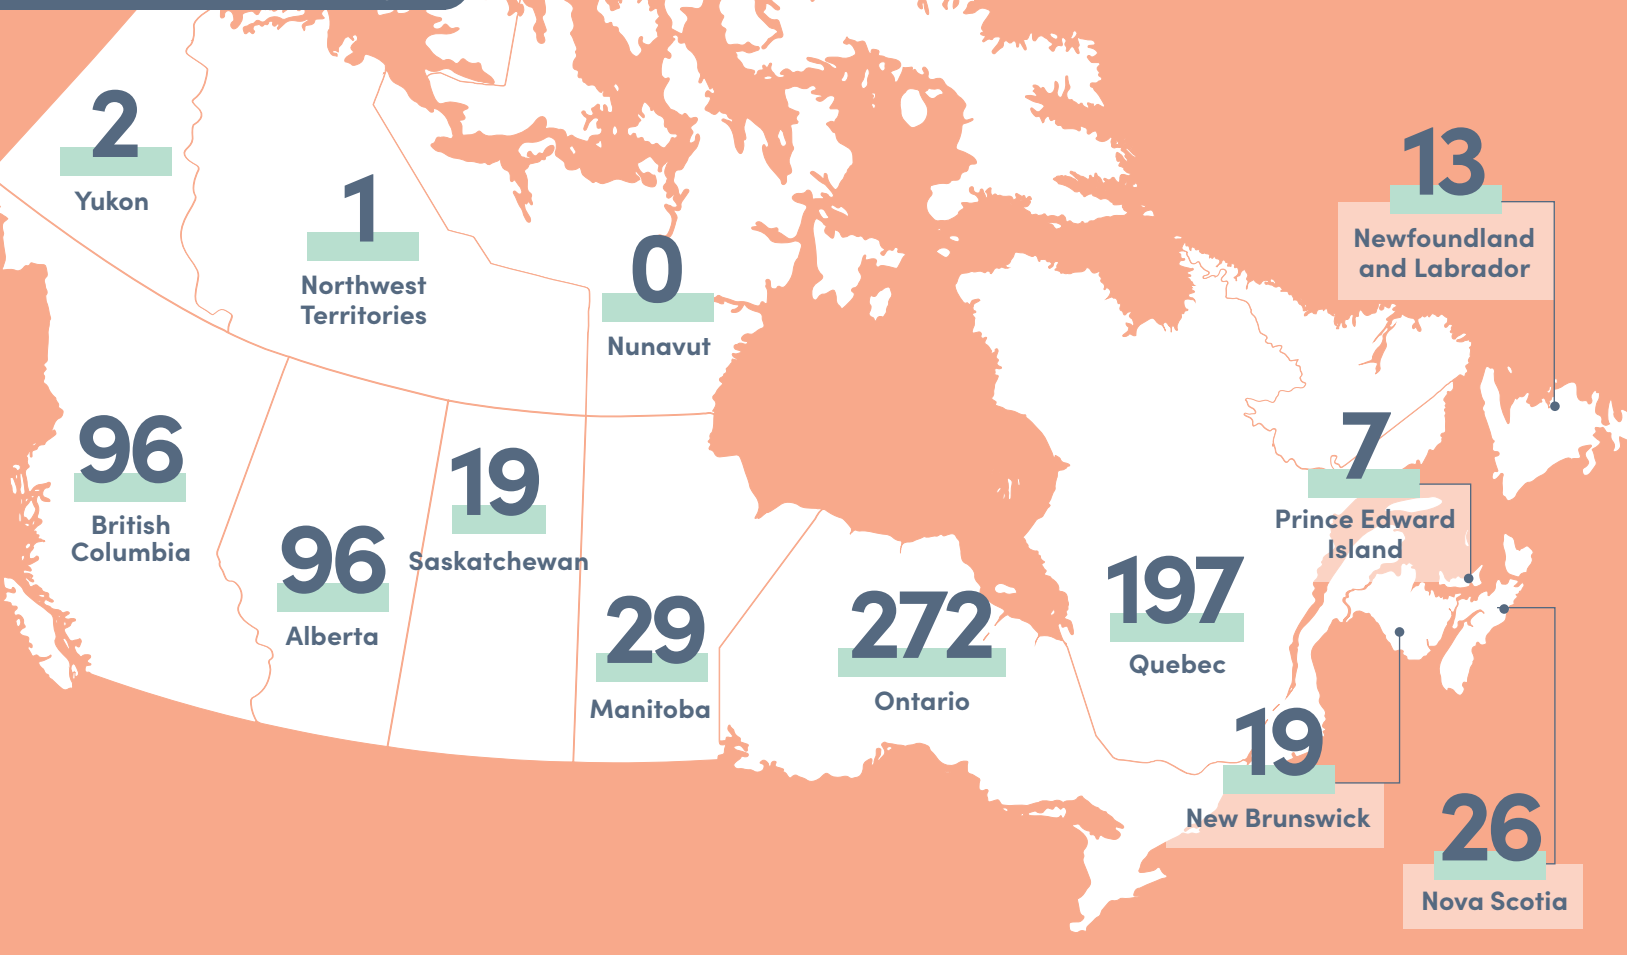 2
Yukon
1
Northwest
Territories
0
Nunavut
13
Newfoundland
and Labrador
96
British
Columbia
96
Alberta
19
Saskatchewan
29
Manitoba
272
Ontario
197
Quebec
7
Prince Edward
Island
19
New Brunswick
26
Nova Scotia